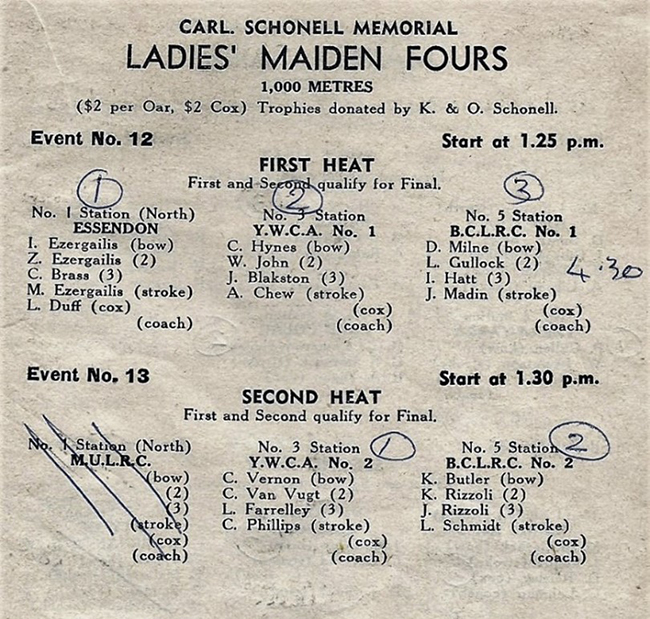 CARL. SCHONELL MEMORIAL
LADIES' MAIDEN FOURS
1,000 METRES
($2 per Oar, $2 Cox) Trophies donated by K. & O. Schonell.
Event No. 12 Start at 1.25 p.m.
FIRST HEAT
First and Second qualify for Final.
1 2 3
No. 1 Station (North) No. 3 Station No. 5 Station
ESSENDON Y.W.C.A. No. 1 B.C.L.R.C. No. 1
I. Ezergailis (bow) C. Hynes (bow) D. Milne (bow)
Z. Ezergailis (2) W. John (2) L. Gullock (2)
C. Brass (3) J. Blakston (3) I. Hatt (3)
4.30
M. Ezergailis (stroke) A. Chew (stroke) J. Madin (stroke)
L. Duff (cox) (cox) (cox)
(coach) (coach) (coach)
Event No. 13 Start at 1.30 p.m.
SECOND HEAT
First and Second qualify for Final.
No. 1 Station (North) No. 3 Station 1 No. 5 Station 2
M.U.L.R.C. Y.W.C.A. No. 2 B.C.L.R.C. No. 2
(bow) C. Vernon (bow) K. Butler (bow)
(2) C. Van Vugt (2) K. Rizzoli (2)
(3) L. Farrelley (3) J. Rizzoli (3)
(stroke) C. Phillips (stroke) L. Schmidt (stroke)
(cox) (cox) (cox)
(coach) (coach) (coach)